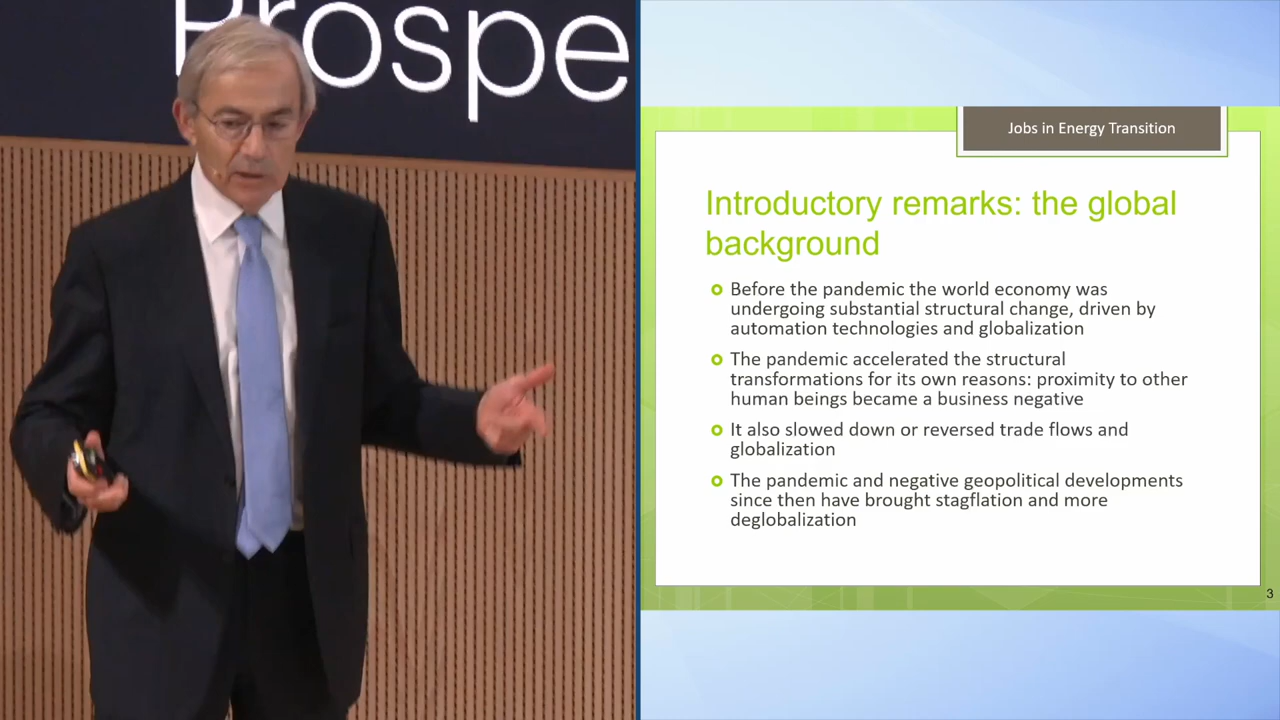 Prospe
Jobs in Energy Transition
Introductory remarks: the global
background
Before the pandemic the world economy was
undergoing substantial structural change, driven by
automation technologies and globalization
The pandemic accelerated the structural
transformations for its own reasons: proximity to other
human beings became a business negative
It also slowed down or reversed trade flows and
globalization
The pandemic and negative geopolitical developments
since then have brought stagflation and more
deglobalization
3